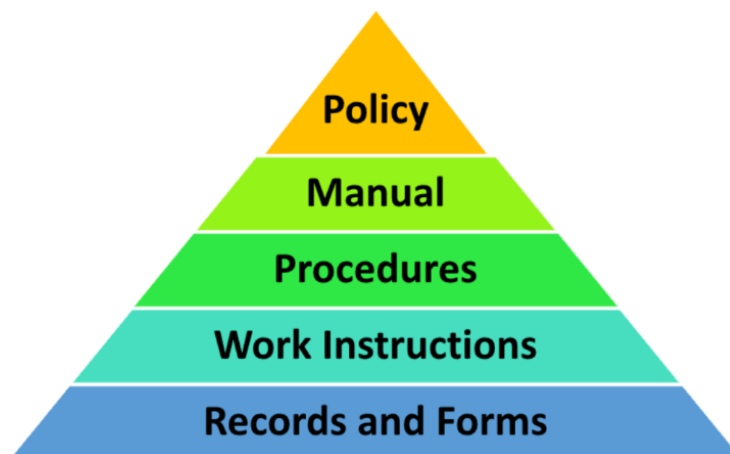 Policy
Manual
Procedures
Work Instructions
Records and Forms